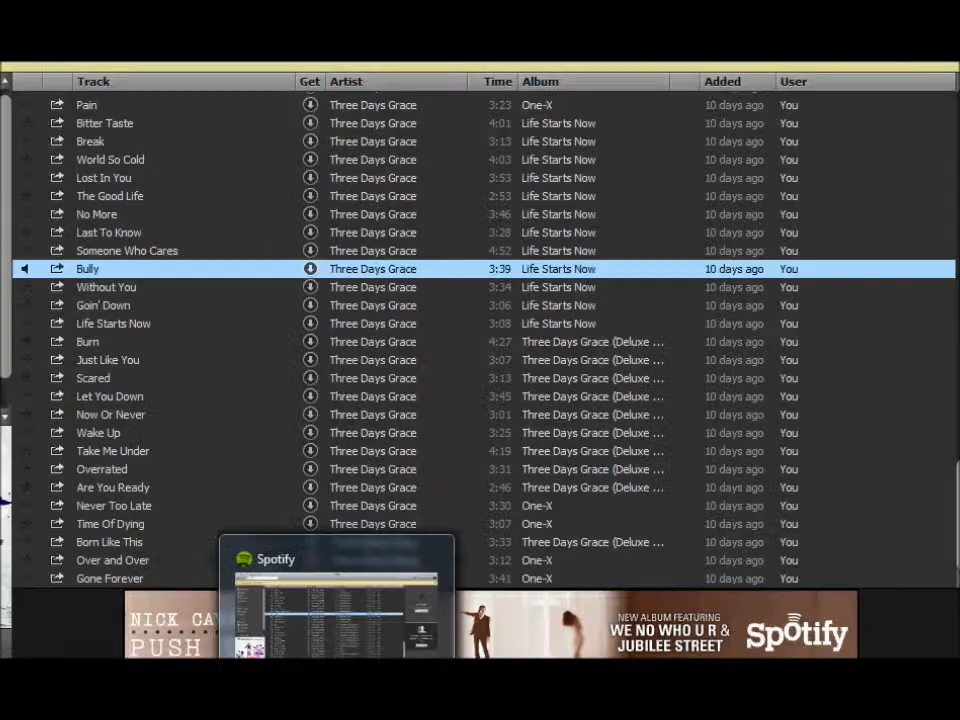 Track Get Artist Time Album Added User
Pain Three Days Grace 3:23 One-X 10 days ago You
Bitter Taste Three Days Grace 4:01 Life Starts Now 10 days ago You
Break Three Days Grace 3:13 Life Starts Now 10 days ago You
World So Cold Three Days Grace 4:03 Life Starts Now 10 days ago You
Lost In You Three Days Grace 3:53 Life Starts Now 10 days ago You
The Good Life Three Days Grace 2:53 Life Starts Now 10 days ago You
No More Three Days Grace 3:46 Life Starts Now 10 days ago You
Last To Know Three Days Grace 3:28 Life Starts Now 10 days ago You
Someone Who Cares Three Days Grace 4:52 Life Starts Now 10 days ago You
Bully Three Days Grace 3:39 Life Starts Now 10 days ago You
Without You Three Days Grace 3:34 Life Starts Now 10 days ago You
Goin' Down Three Days Grace 3:06 Life Starts Now 10 days ago You
Life Starts Now Three Days Grace 3:08 Life Starts Now 10 days ago You
Burn Three Days Grace 4:27 Three Days Grace (Deluxe ... 10 days ago You
Just Like You Three Days Grace 3:07 Three Days Grace (Deluxe ... 10 days ago You
Scared Three Days Grace 3:13 Three Days Grace (Deluxe ... 10 days ago You
Let You Down Three Days Grace 3:45 Three Days Grace (Deluxe ... 10 days ago You
Now Or Never Three Days Grace 3:01 Three Days Grace (Deluxe ... 10 days ago You
Wake Up Three Days Grace 3:25 Three Days Grace (Deluxe ... 10 days ago You
Take Me Under Three Days Grace 4:19 Three Days Grace (Deluxe ... 10 days ago You
Overrated Three Days Grace 3:31 Three Days Grace (Deluxe ... 10 days ago You
Are You Ready Three Days Grace 2:46 Three Days Grace (Deluxe ... 10 days ago You
Never Too Late Three Days Grace 3:30 One-X 10 days ago You
Time Of Dying Three Days Grace 3:07 One-X 10 days ago You
Born Like This 3:33 Three Days Grace (Deluxe ... 10 days ago You
Over and Over 3:12 One-X 10 days ago You
Gone Forever 3:41 One-X 10 days ago You
Spotify
NICK CA
PUSH
NEW ALBUM FEATURING
WE NO WHO U R &
JUBILEE STREET
Spotify